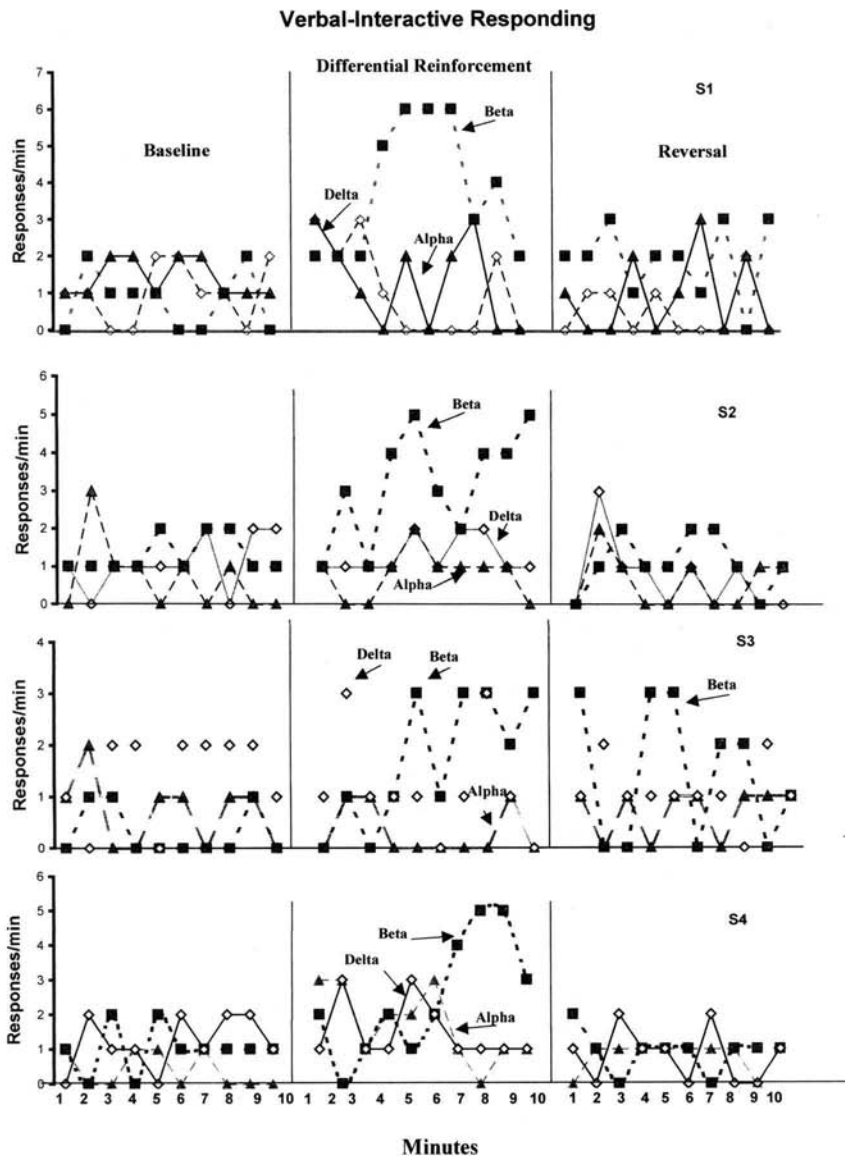 Verbal-Interactive Responding
Differential Reinforcement
7
6
5
4
3
2
1
0
Responses/min
Baseline
Delta
Alpha
Beta
Reversal
S1
6
5
4
3
2
1
0
Responses/min
Beta
Delta
Alpha
S2
4
3
2
1
0
Responses/min
Delta
Beta
Alpha
Beta
S3
6
5
4
3
2
1
0
Responses/min
Beta
Delta
Alpha
S4
1 2 3 4 5 6 7 8 9 10 1 2 3 4 5 6 7 8 9 10 1 2 3 4 5 6 7 8 9 10
Minutes